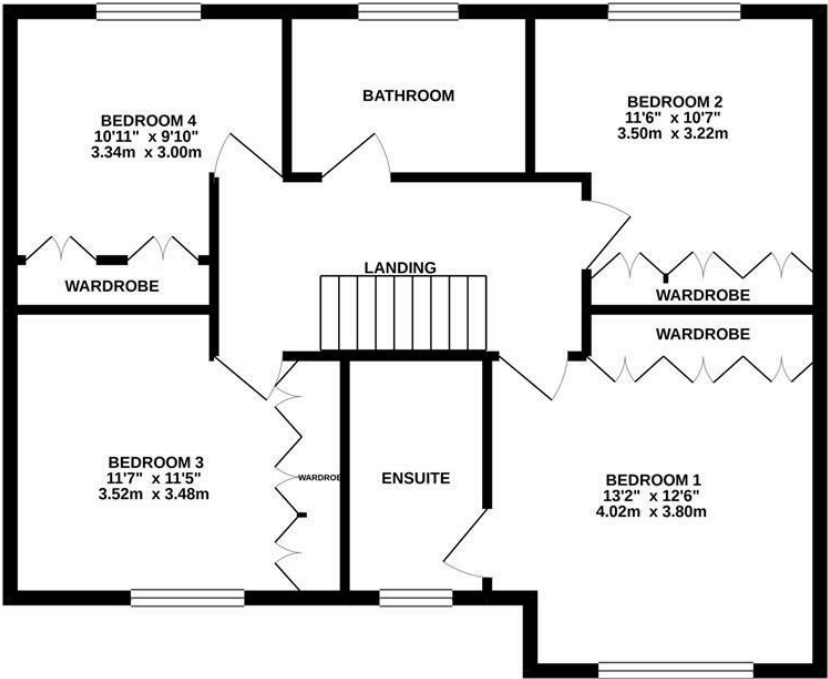 BATHROOM
BEDROOM 2
11'6" x 10'7"
3.50m x 3.22m
BEDROOM 4
10'11" x 9'10"
3.34m x 3.00m
LANDING
WARDROBE
WARDROBE
WARDROBE
BEDROOM 3
11'7" x 11'5"
3.52m x 3.48m
WARDROBE
ENSUITE
BEDROOM 1
13'2" x 12'6"
4.02m x 3.80m